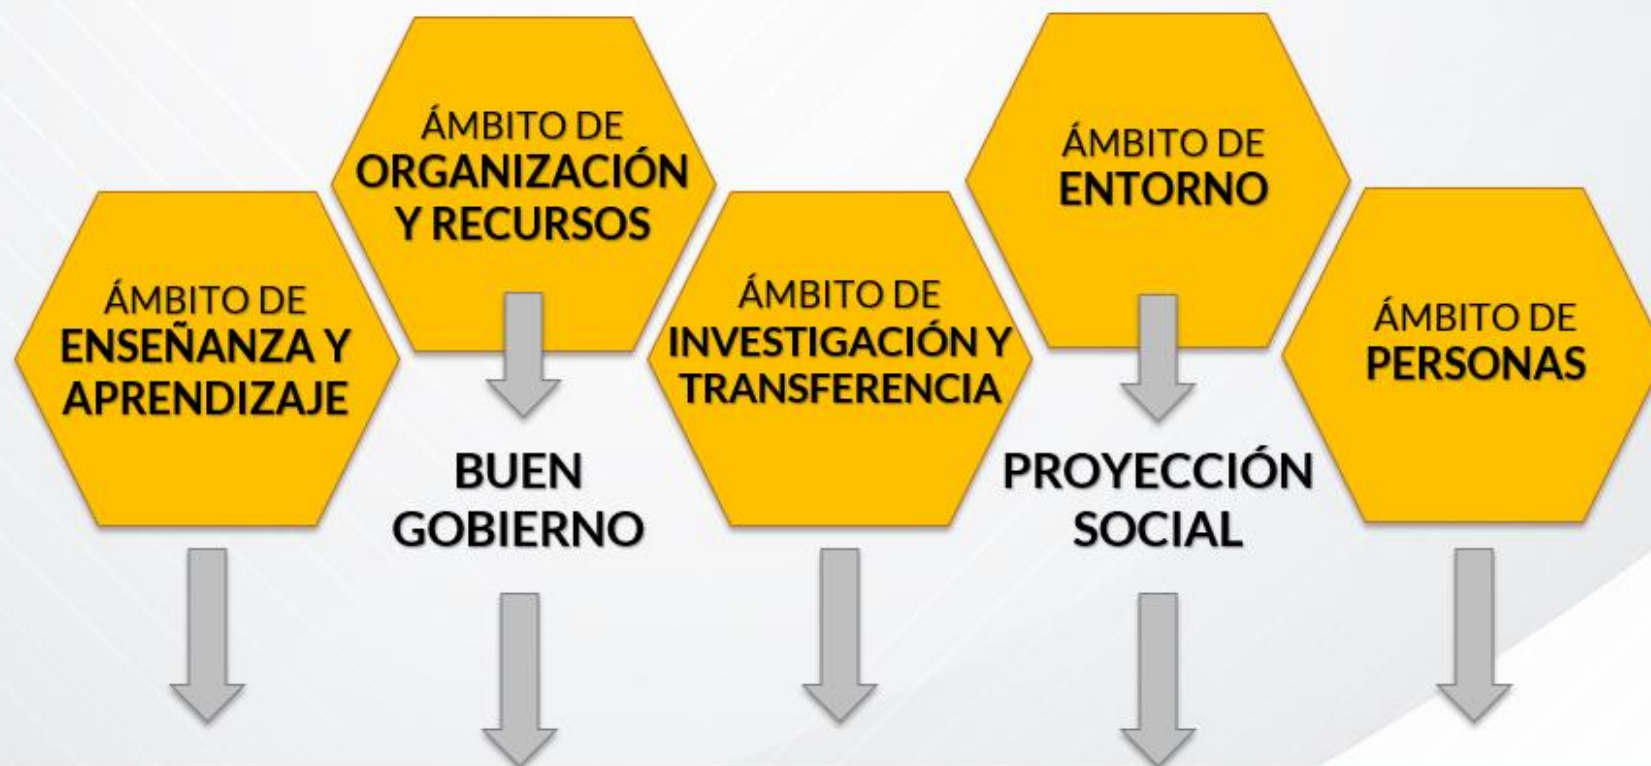 ÁMBITO DE
ENSEÑANZA Y
APRENDIZAJE
ÁMBITO DE
ORGANIZACIÓN
Y RECURSOS
BUEN
GOBIERNO
ÁMBITO DE
INVESTIGACIÓN Y
TRANSFERENCIA
ÁMBITO DE
ENTORNO
PROYECCIÓN
SOCIAL
ÁMBITO DE
PERSONAS